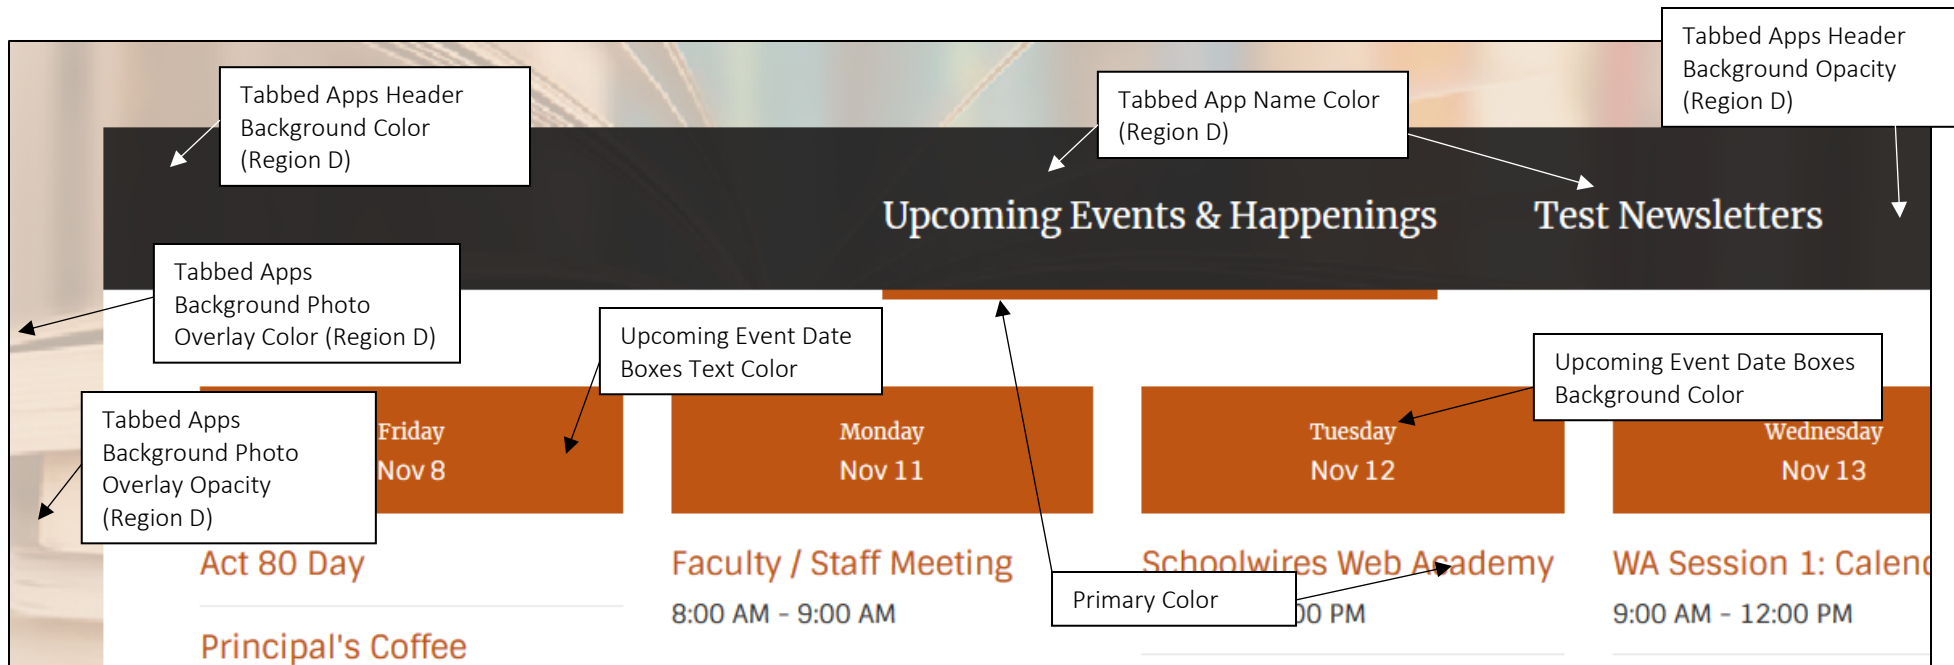 Tabbed Apps Header
Background Opacity
(Region D)
Tabbed Apps Header
Background Color
(Region D)
Tabbed App Name Color
(Region D)
Upcoming Events & Happenings
Test Newsletters
Tabbed Apps
Background Photo
Overlay Color (Region D)
Upcoming Event Date
Boxes Text Color
Upcoming Event Date Boxes
Background Color
Tabbed Apps
Background Photo
Overlay Opacity
(Region D)
Friday
Nov 8
Monday
Nov 11
Tuesday
Nov 12
Wednesday
Nov 13
Act 80 Day
Principal's Coffee
Faculty / Staff Meeting
8:00 AM - 9:00 AM
Schoolwires Web Academy
00 PM
Primary Color
WA Session 1:
9:00 AM - 12:00 PM